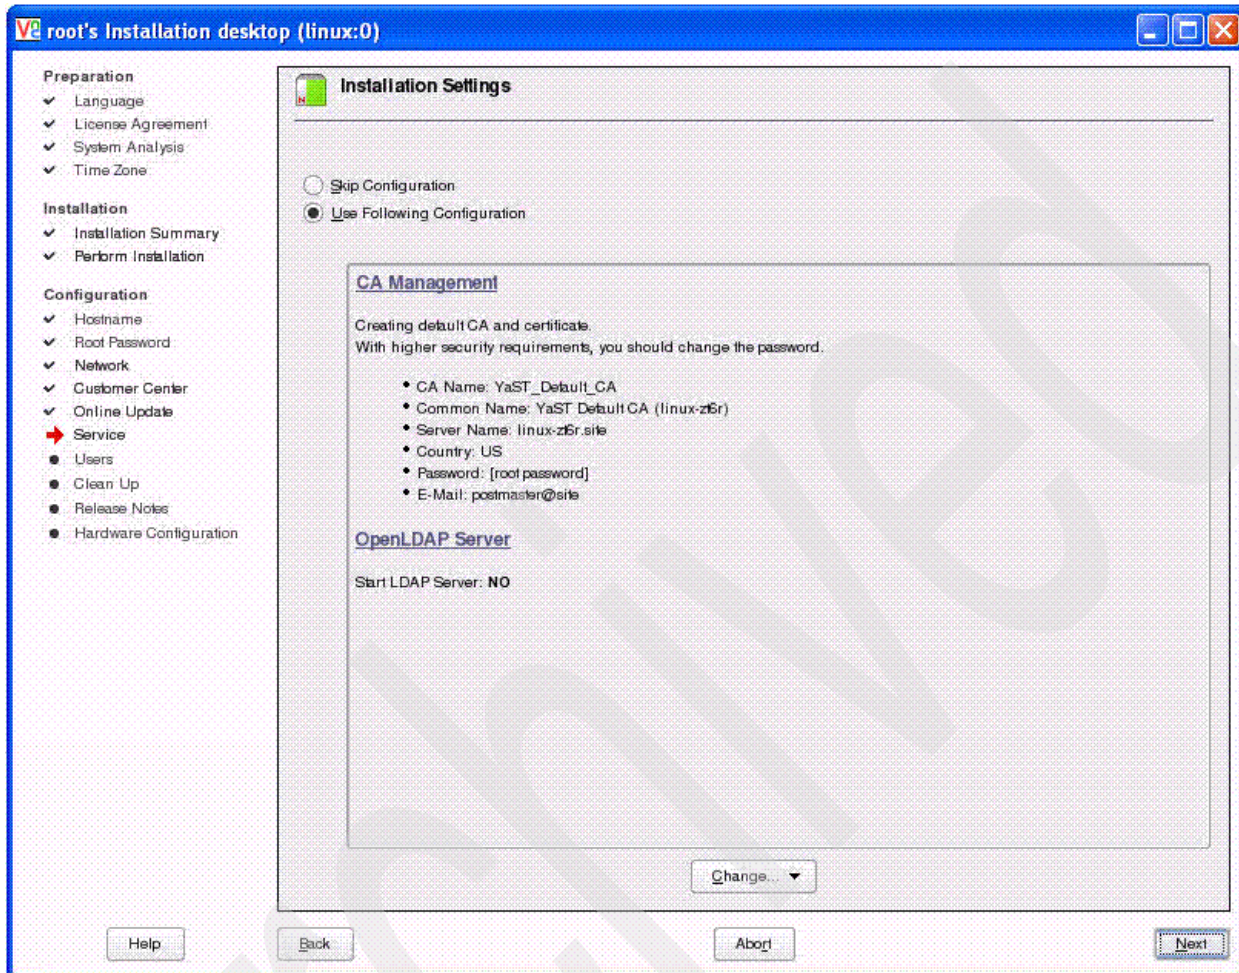 root's Installation desktop (linux:0)
Preparation
Language
License Agreement
System Analysis
Time Zone
Installation
Installation Summary
Perform Installation
Configuration
Hostname
Root Password
Network
Customer Center
Online Update
Service
Users
Clean Up
Release Notes
Hardware Configuration
Installation Settings
Skip Configuration
Use Following Configuration
CA Management
Creating default CA and certificate.
With higher security requirements, you should change the password.
• CA Name: YaST_Default_CA
• Common Name: YaST Default CA (linux-zt6r)
• Server Name: linux-zt6r.site
• Country: US
• Password: [root password]
• E-Mail: postmaster@site
OpenLDAP Server
Start LDAP Server: NO
Change...
Help
Back
Abort
Next